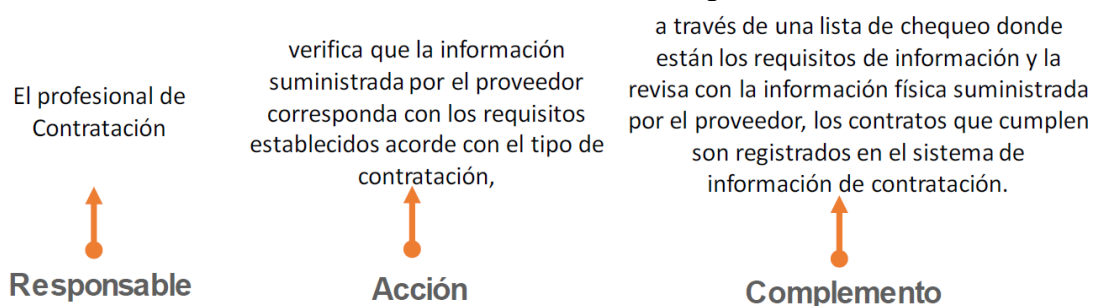 El profesional de
Contratación
verifica que la información
suministrada por el proveedor
corresponda con los requisitos
establecidos acorde con el tipo de
contratación,
a través de una lista de chequeo donde
están los requisitos de información y la
revisa con la información física suministrada
por el proveedor, los contratos que cumplen
son registrados en el sistema de
información de contratación.
Responsable
Acción
Complemento